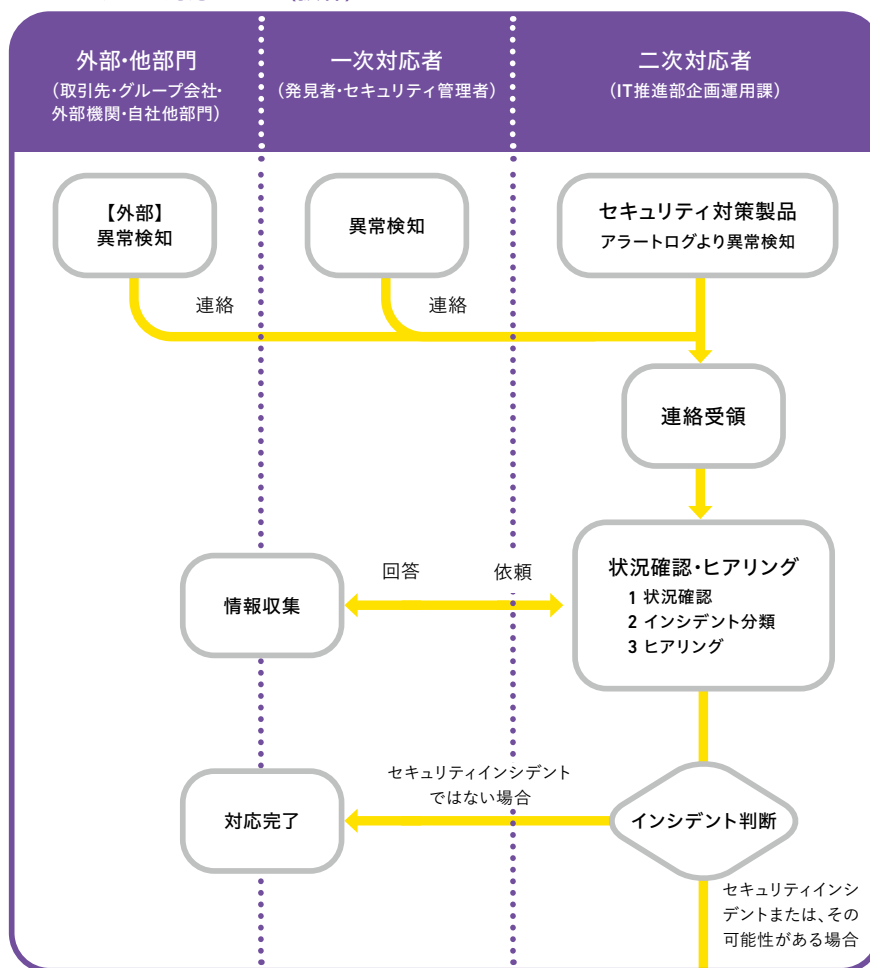 外部・他部門
(取引先・グループ会社・
外部機関・自社他部門)
一次対応者
(発見者・セキュリティ管理者)
二次対応者
(IT推進部企画運用課)
【外部】
異常検知
異常検知
セキュリティ対策製品
アラートログより異常検知
連絡
連絡
連絡受領
状況確認・ヒアリング
1 状況確認
2 インシデント分類
3 ヒアリング
回答
依頼
情報収集
セキュリティインシデント
ではない場合
対応完了
インシデント判断
セキュリティインシ
デントまたは、その
可能性がある場合